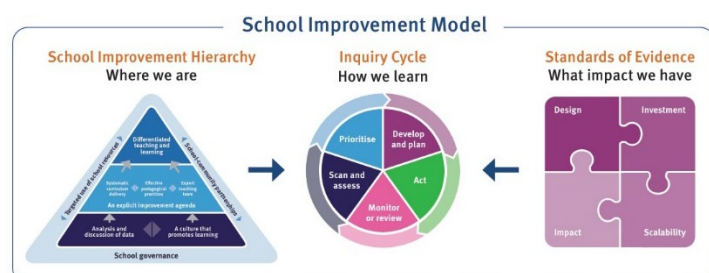 School Improvement Model
School Improvement Hierarchy
Where we are
Differentiated
teaching and
learning
Systematic
curriculum
delivery
Effective
pedagogical
practices
Expert
teaching
team
An explicit improvement agenda
Analysis and
discussion of data
A culture that
promotes learning
Targeted use of school resources
School-community partnerships
School governance
Inquiry Cycle
How we learn
Prioritise
Develop
and plan
Scan and
assess
Act
Monitor
or review
Standards of Evidence
What impact we have
Design
Investment
Impact
Scalability